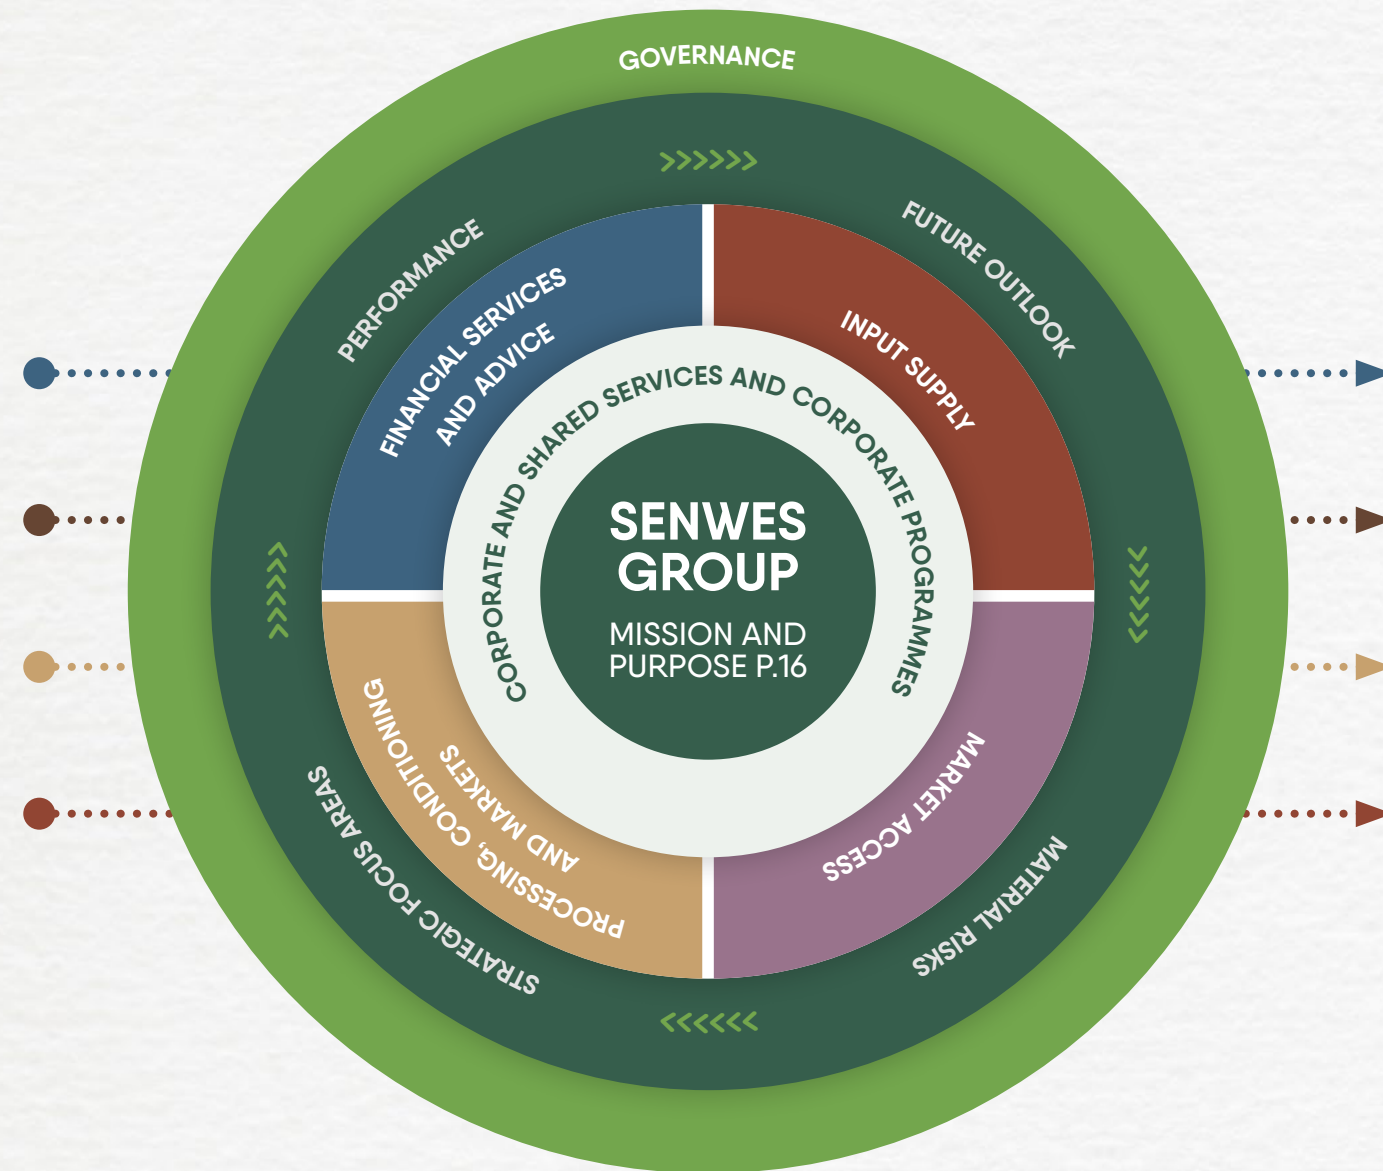 GOVERNANCE
PERFORMANCE
FUTURE OUTLOOK
MATERIAL RISKS
STRATEGIC FOCUS AREAS
FINANCIAL SERVICES
AND ADVICE
INPUT SUPPLY
MARKET ACCESS
PROCESSING, CONDITIONING
AND MARKETS
CORPORATE AND SHARED SERVICES AND CORPORATE PROGRAMMES
SENWES
GROUP
MISSION AND
PURPOSE P.16